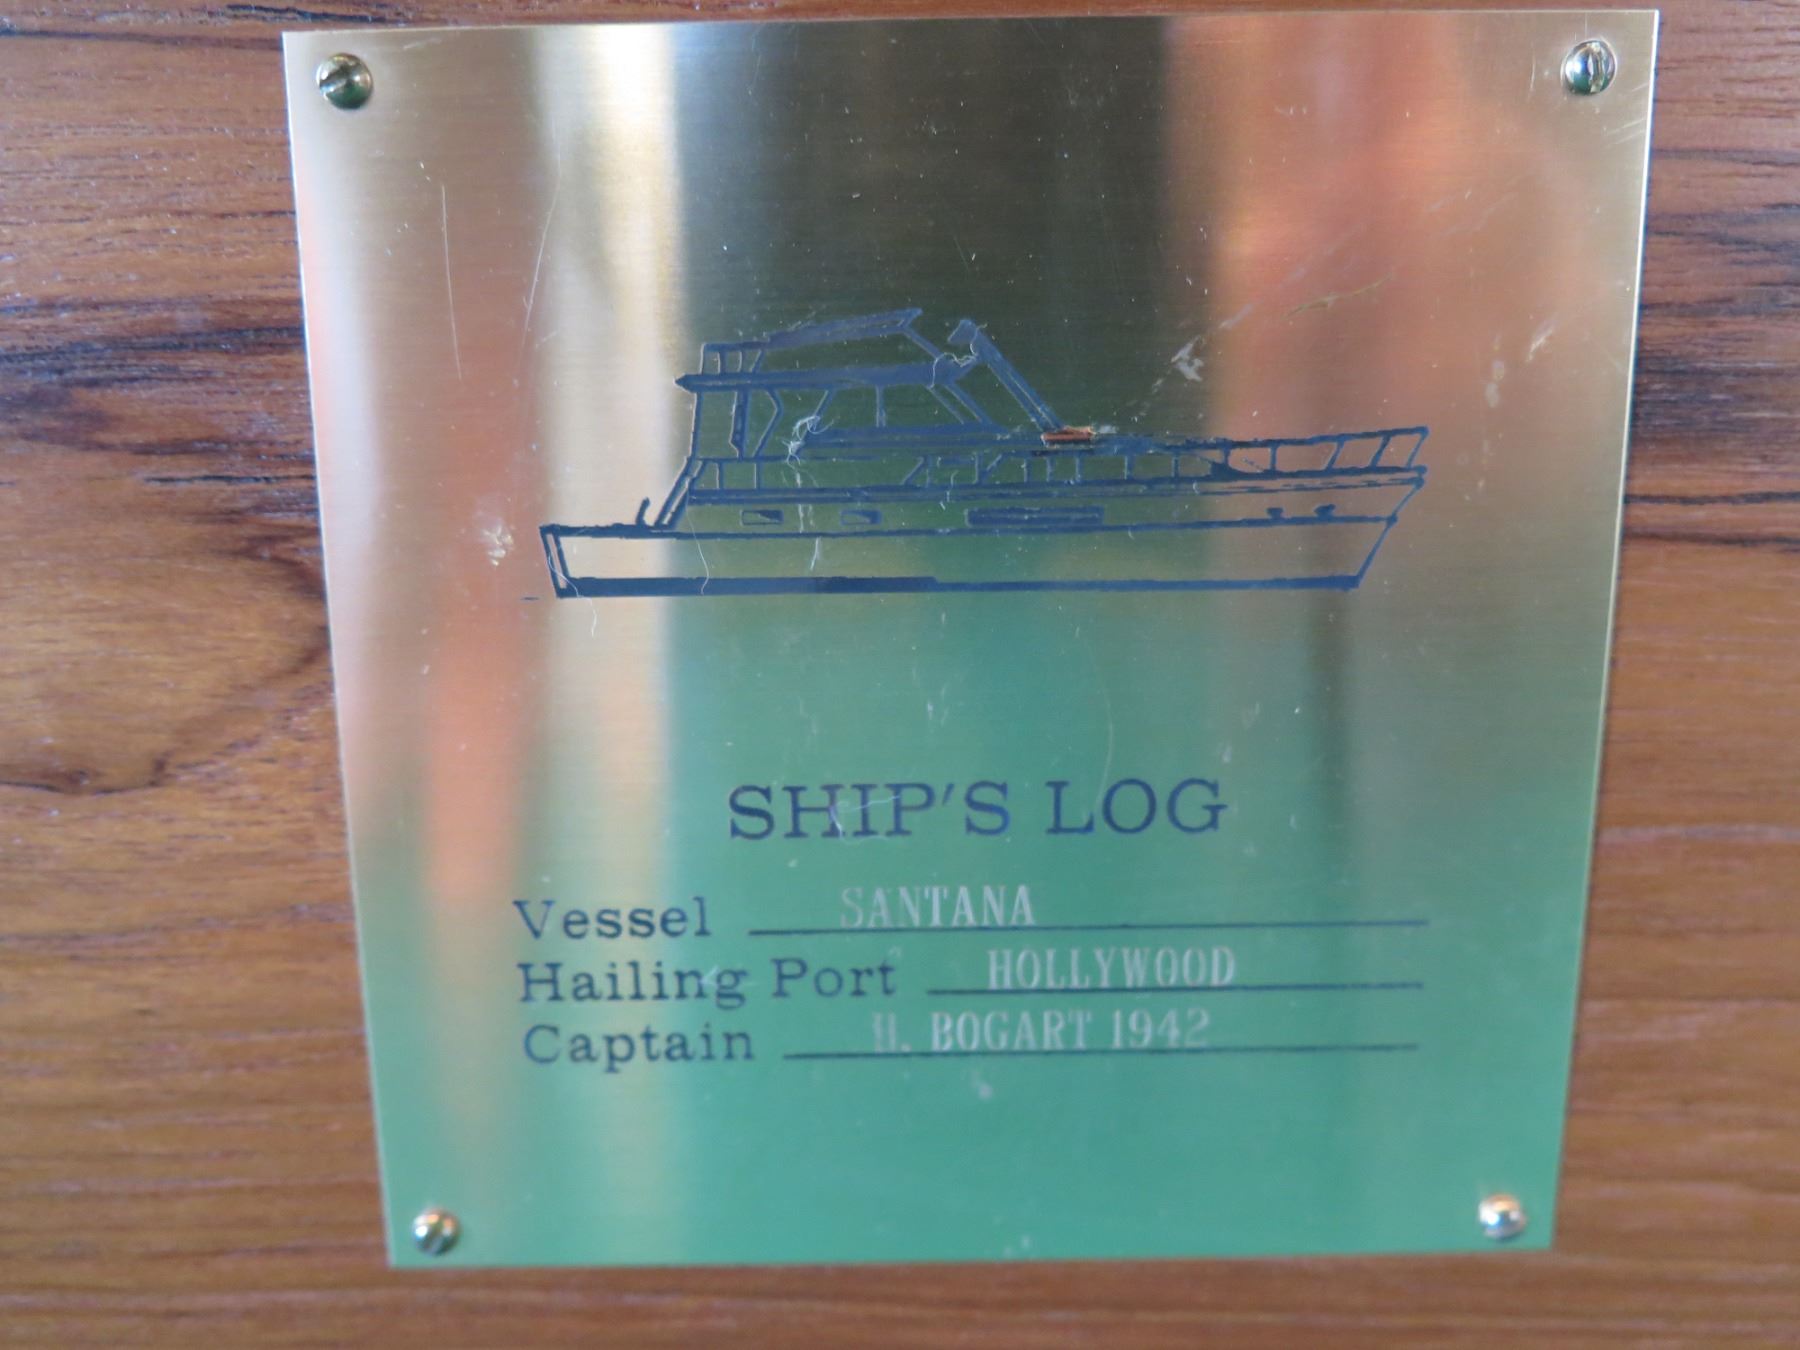 SHIP'S LOG
Vessel SANTANA
Hailing Port HOLLYWOOD
Captain H. BOGART 1942